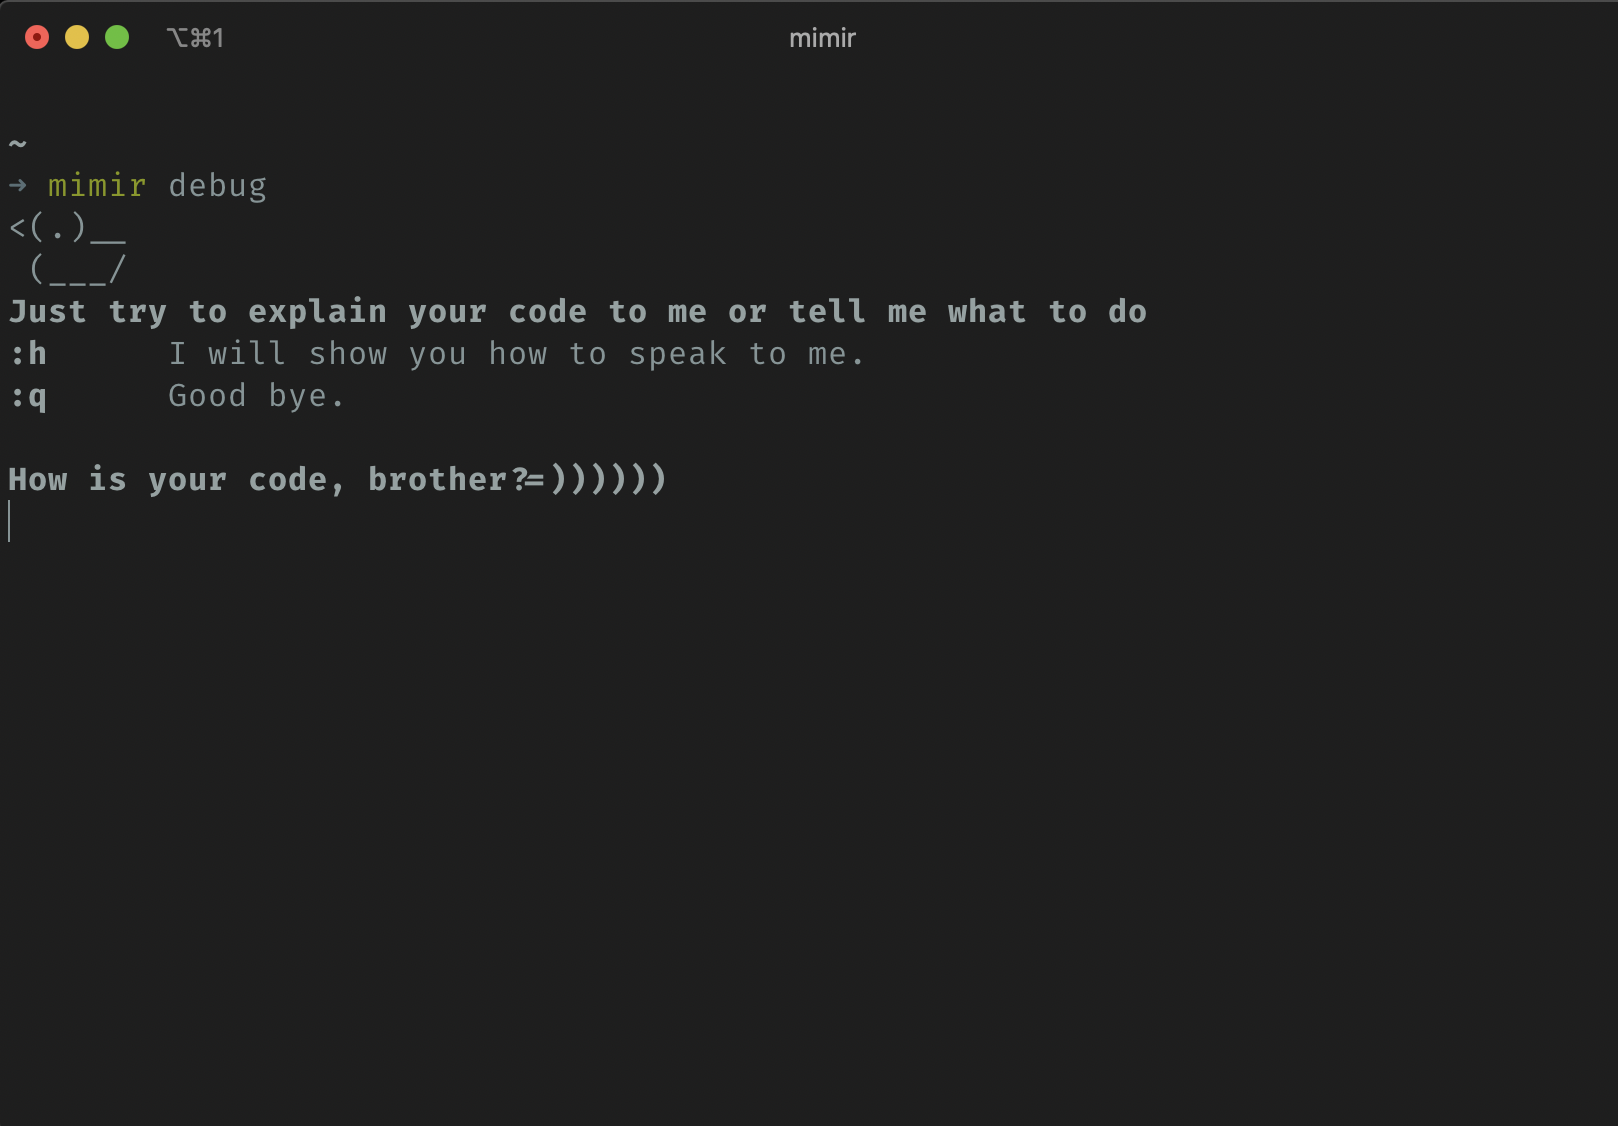 ⌥⌘1 mimir
~
➜ mimir debug
<(.)__
 (___/
Just try to explain your code to me or tell me what to do
:h      I will show you how to speak to me.
:q      Good bye.
How is your code, brother?=))))))